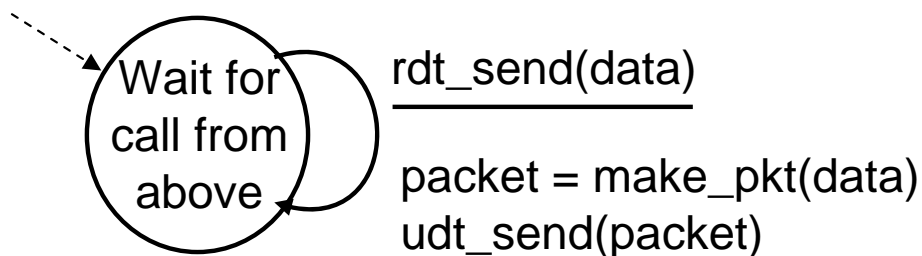 Wait for
call from
above
rdt_send(data)
packet = make_pkt(data)
udt_send(packet)